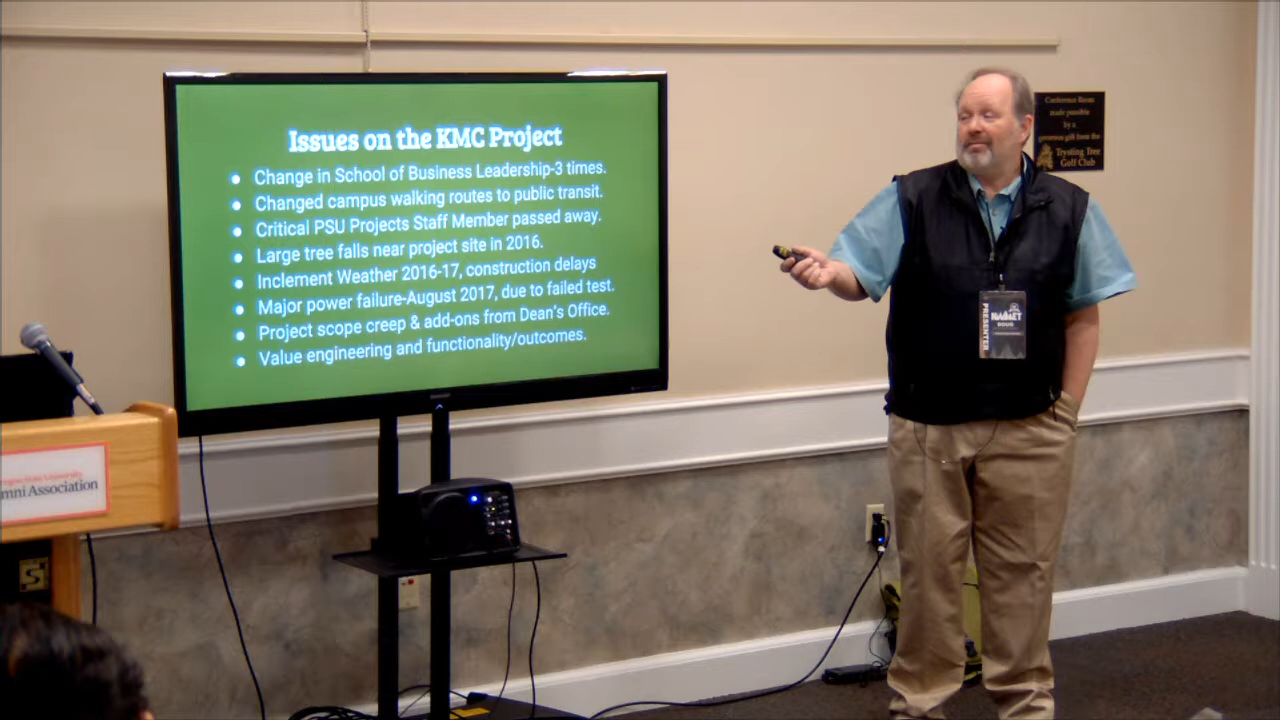 Issues on the KMC Project
Change in School of Business Leadership-3 times.
Changed campus walking routes to public transit.
Critical PSU Projects Staff Member passed away.
Large tree falls near project site in 2016.
Inclement Weather 2016-17, construction delays
Major power failure-August 2017, due to failed test.
Project scope creep & add-ons from Dean's Office.
Value engineering and functionality/outcomes.
Conference Room
made possible
by a
generous gift from the
Trysting Tree
Golf Club
DOUG
PRESENTER
University
mni Association